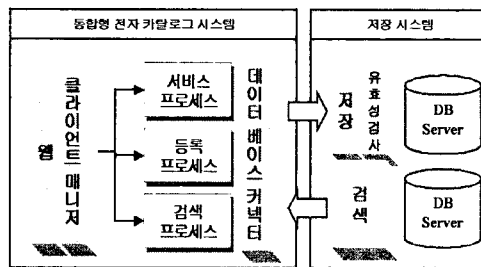 통합형 전자 카탈로그 시스템
저장 시스템
웹
클라이언트 매니저
서비스
프로세스
등록
프로세스
검색
프로세스
데이터 베이스 커넥터
저장
유효성검사
DB
Server
검색
DB
Server